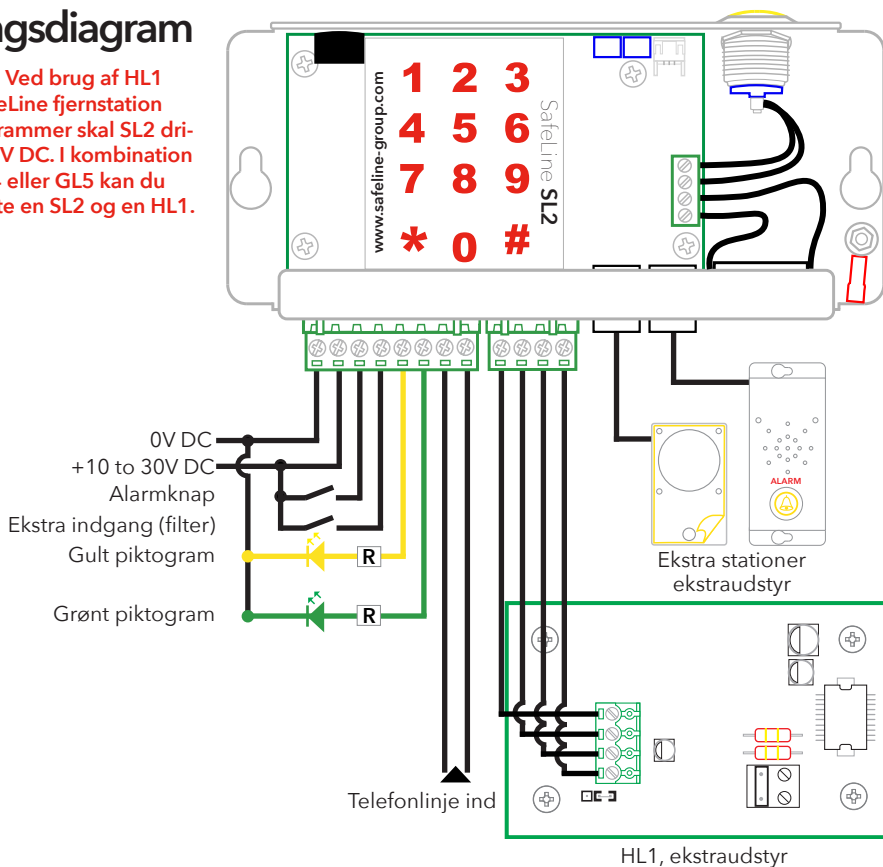 ngsdiagram
Ved brug af HL1
eLine fjernstation
rammer skal SL2 dri-
V DC. I kombination
eller GL5 kan du
te en SL2 og en HL1.
www.safeline-group.com
1 2 3
4 5 6
7 8 9
* 0 #
SafeLine SL2
0V DC
+10 to 30V DC
Alarmknap
Ekstra indgang (filter)
Gult piktogram
R
Grønt piktogram
R
ALARM
Ekstra stationer
ekstraudstyr
Telefonlinje ind
HL1, ekstraudstyr